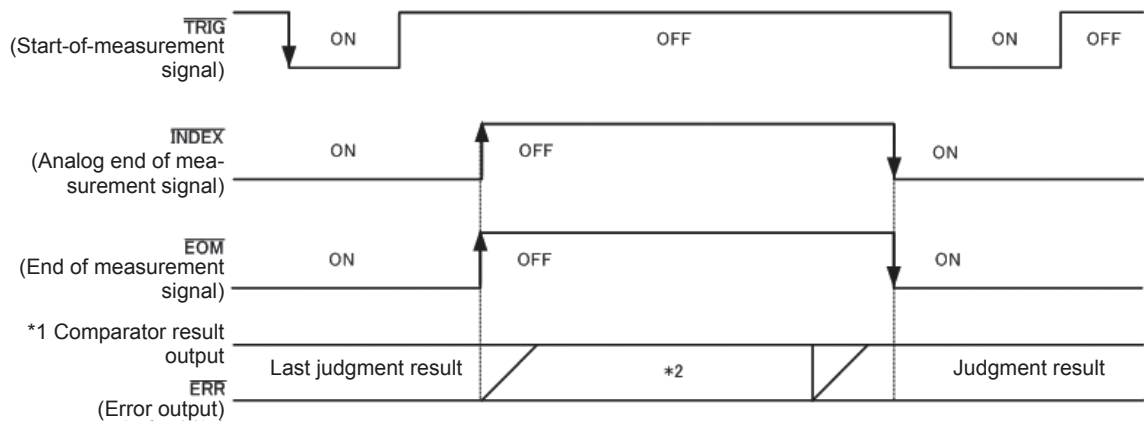 TRIG
(Start-of-measurement
signal)
ON
OFF
ON
OFF
INDEX
(Analog end of mea-
surement signal)
ON
OFF
ON
EOM
(End of measurement
signal)
ON
OFF
ON
*1 Comparator result
output
Last judgment result
*2
Judgment result
ERR
(Error output)